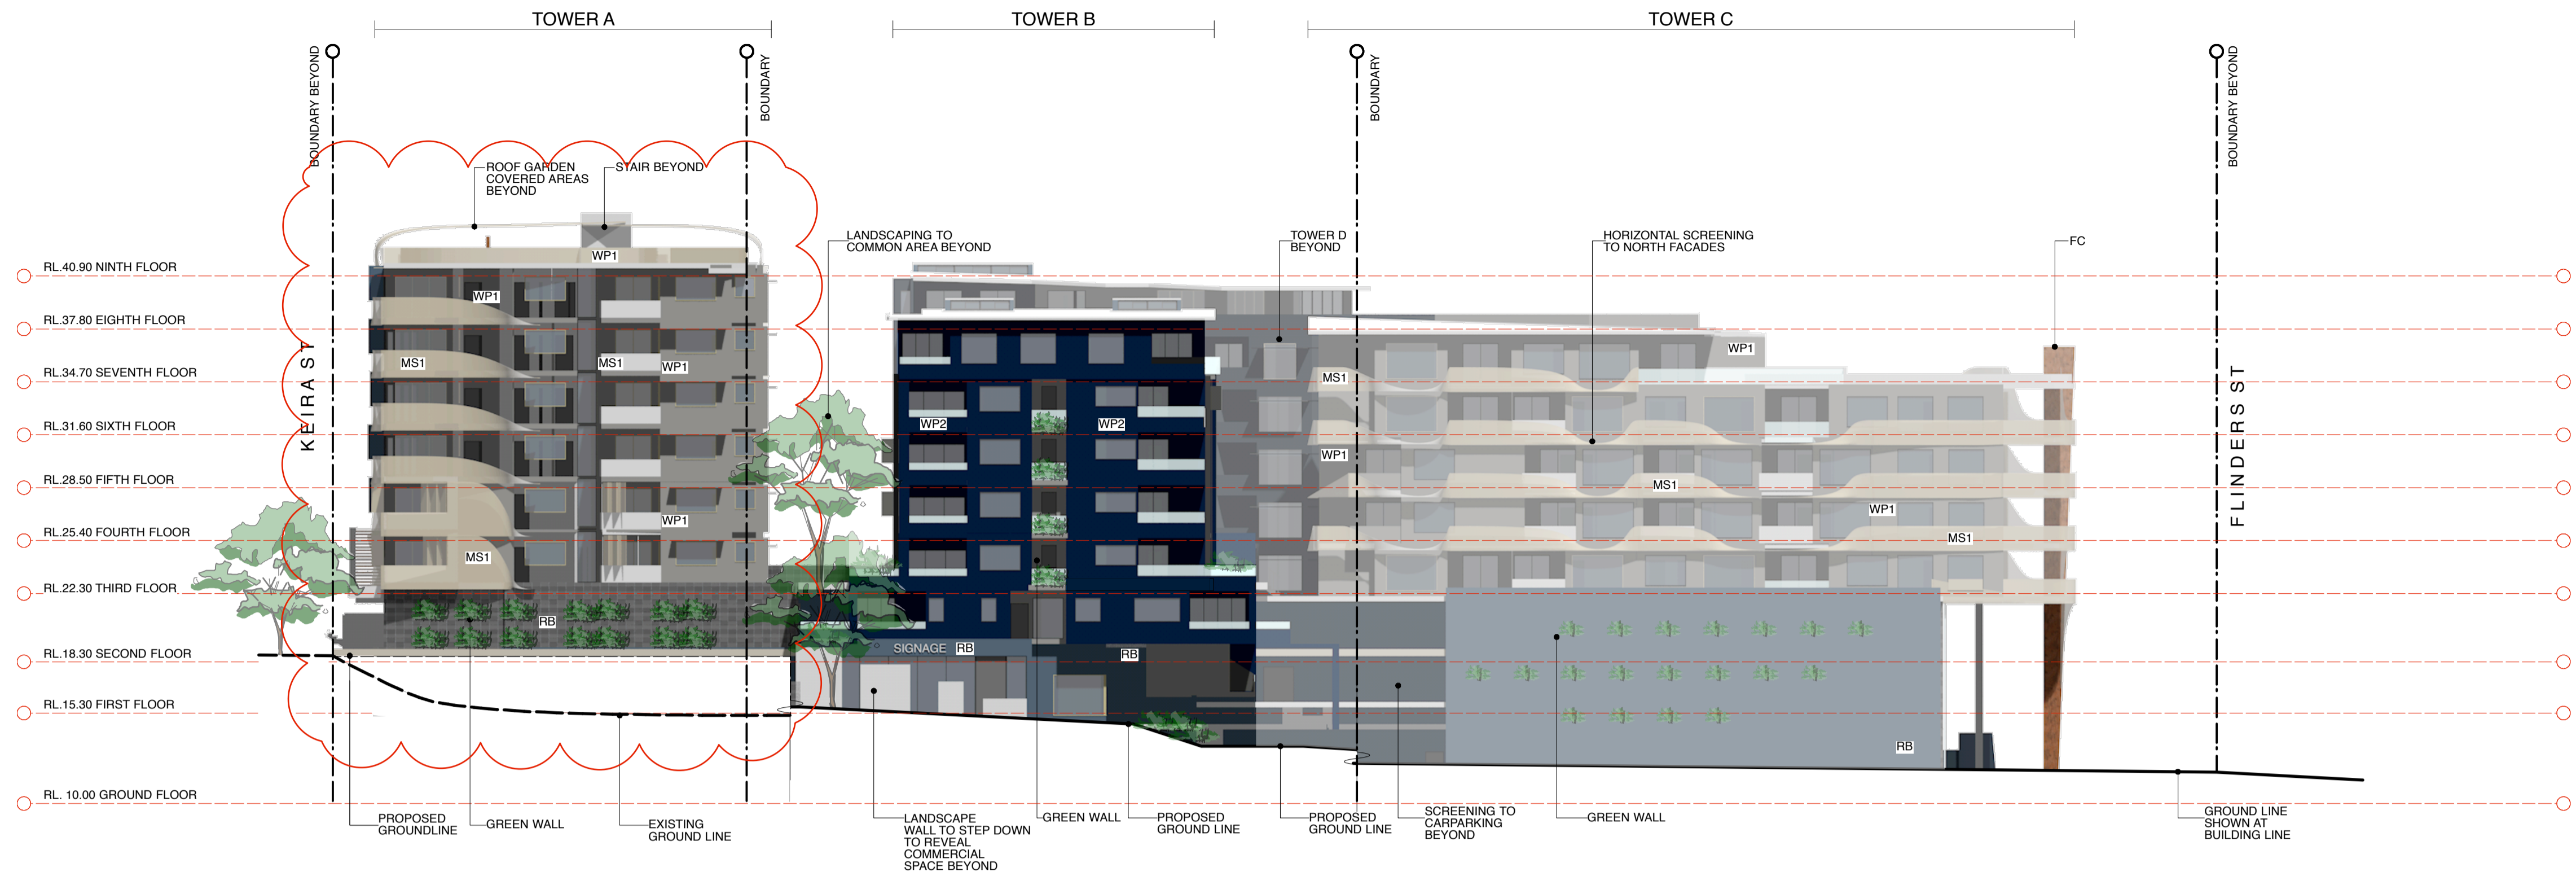 TOWER A
TOWER B
TOWER C
BOUNDARY BEYOND
BOUNDARY
BOUNDARY
BOUNDARY BEYOND
ROOF GARDEN
COVERED AREAS
BEYOND
STAIR BEYOND
LANDSCAPING TO
COMMON AREA BEYOND
TOWER D
BEYOND
HORIZONTAL SCREENING
TO NORTH FACADES
FC
RL.40.90 NINTH FLOOR
RL.37.80 EIGHTH FLOOR
RL.34.70 SEVENTH FLOOR
RL.31.60 SIXTH FLOOR
RL.28.50 FIFTH FLOOR
RL.25.40 FOURTH FLOOR
RL.22.30 THIRD FLOOR
RL.18.30 SECOND FLOOR
RL.15.30 FIRST FLOOR
RL. 10.00 GROUND FLOOR
KEIRA ST
WP1
WP1
MS1
MS1
WP1
WP1
MS1
RB
WP2
WP2
SIGNAGE
RB
RB
WP1
MS1
WP1
MS1
WP1
MS1
RB
FLINDERS ST
PROPOSED
GROUNDLINE
GREEN WALL
EXISTING
GROUND LINE
LANDSCAPE
WALL TO STEP DOWN
TO REVEAL
COMMERCIAL
SPACE BEYOND
GREEN WALL
PROPOSED
GROUND LINE
PROPOSED
GROUND LINE
SCREENING TO
CARPARKING
BEYOND
GREEN WALL
GROUND LINE
SHOWN AT
BUILDING LINE